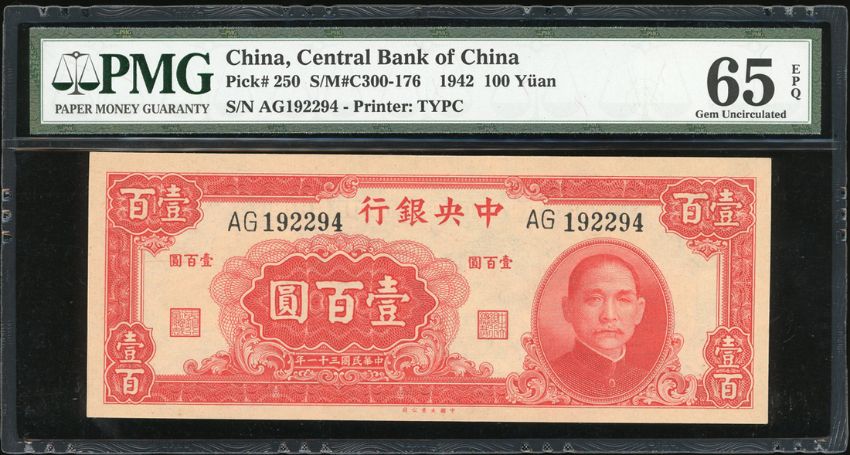 PMG
PAPER MONEY GUARANTY
China, Central Bank of China
Pick# 250 S/M#C300-176 1942 100 Yüan
S/N AG192294 - Printer: TYPC
65 EPQ
Gem Uncirculated
百壹
行銀央中
百壹
AG192294
AG 192294
圓百壹
圓百壹
圓百壹
年一十三國民華中
壹百
壹百